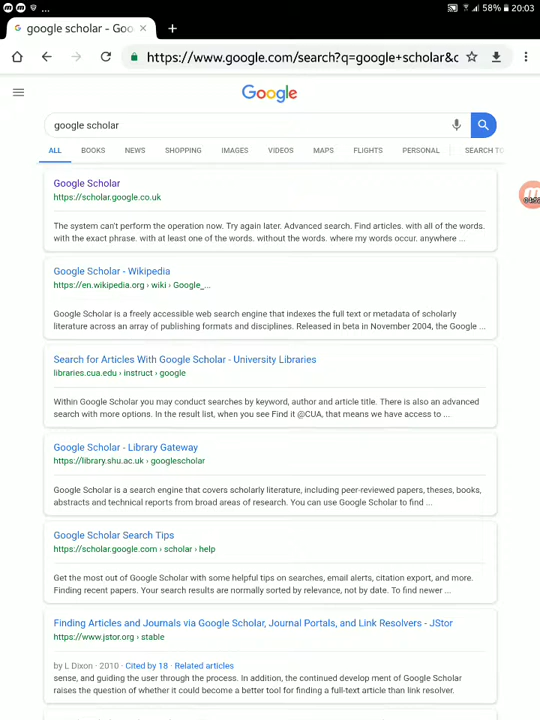 ... 58% 20:03
google scholar - Goo
https://www.google.com/search?q=google+scholar&c
Google
google scholar
ALL BOOKS NEWS SHOPPING IMAGES VIDEOS MAPS FLIGHTS PERSONAL SEARCH TO
Google Scholar
https://scholar.google.co.uk
The system can't perform the operation now. Try again later. Advanced search. Find articles. with all of the words.
with the exact phrase. with at least one of the words. without the words. where my words occur. anywhere ...
Google Scholar - Wikipedia
https://en.wikipedia.org › wiki › Google_...
Google Scholar is a freely accessible web search engine that indexes the full text or metadata of scholarly
literature across an array of publishing formats and disciplines. Released in beta in November 2004, the Google ...
Search for Articles With Google Scholar - University Libraries
libraries.cua.edu › instruct › google
Within Google Scholar you may conduct searches by keyword, author and article title. There is also an advanced
search with more options. In the result list, when you see Find it @CUA, that means we have access to ...
Google Scholar - Library Gateway
https://library.shu.ac.uk › googlescholar
Google Scholar is a search engine that covers scholarly literature, including peer-reviewed papers, theses, books,
abstracts and technical reports from broad areas of research. You can use Google Scholar to find ...
Google Scholar Search Tips
https://scholar.google.com › scholar › help
Get the most out of Google Scholar with some helpful tips on searches, email alerts, citation export, and more.
Finding recent papers. Your search results are normally sorted by relevance, not by date. To find newer ...
Finding Articles and Journals via Google Scholar, Journal Portals, and Link Resolvers - JStor
https://www.jstor.org › stable
by L Dixon · 2010 · Cited by 18 · Related articles
sense, and guiding the user through the process. In addition, the continued develop ment of Google Scholar
raises the question of whether it could become a better tool for finding a full-text article than link resolver.